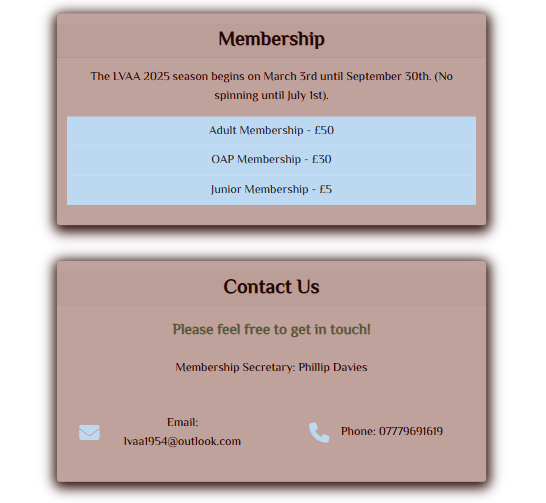 Membership
The LVAA 2025 season begins on March 3rd until September 30th. (No
spinning until July 1st).
Adult Membership - £50
OAP Membership - £30
Junior Membership - £5
Contact Us
Please feel free to get in touch!
Membership Secretary: Phillip Davies
Email:
lvaa1954@outlook.com
Phone: 07779691619